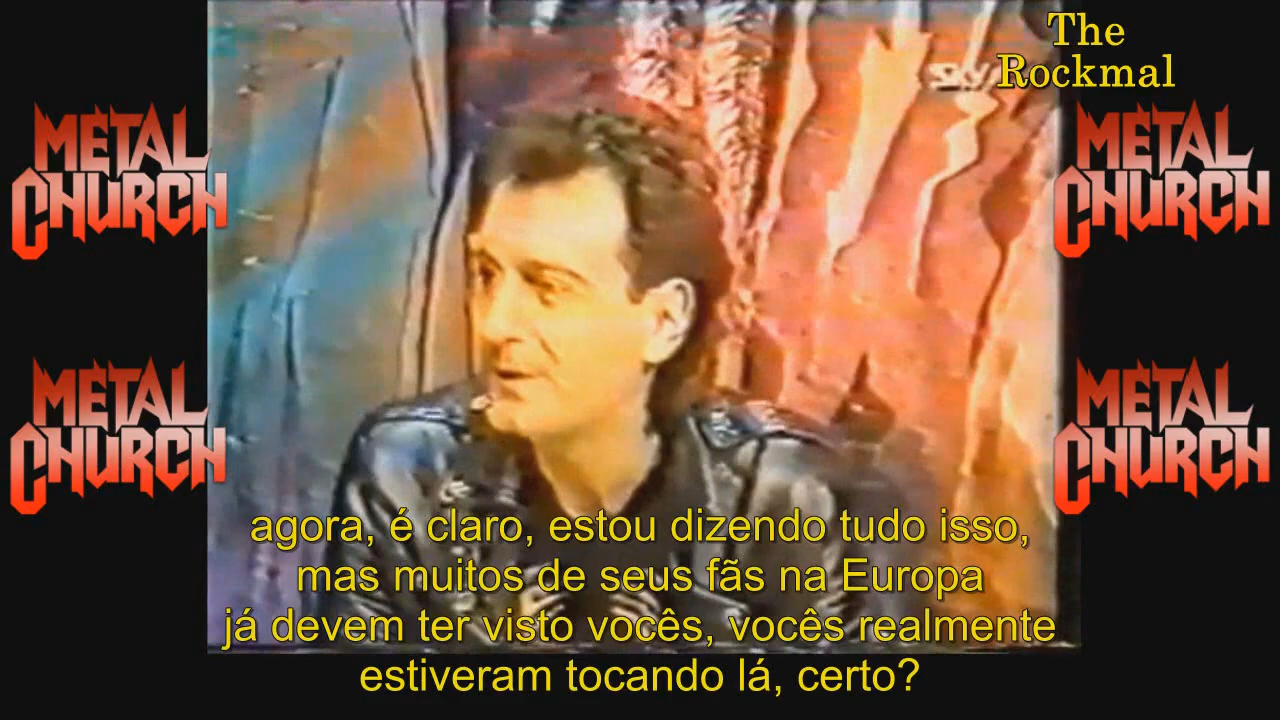 The
Rockmal
sky
METAL
CHURCH
METAL
CHURCH
METAL
CHURCH
METAL
CHURCH
agora, é claro, estou dizendo tudo isso,
mas muitos de seus fãs na Europa
já devem ter visto vocês, vocês realmente
estiveram tocando lá, certo?